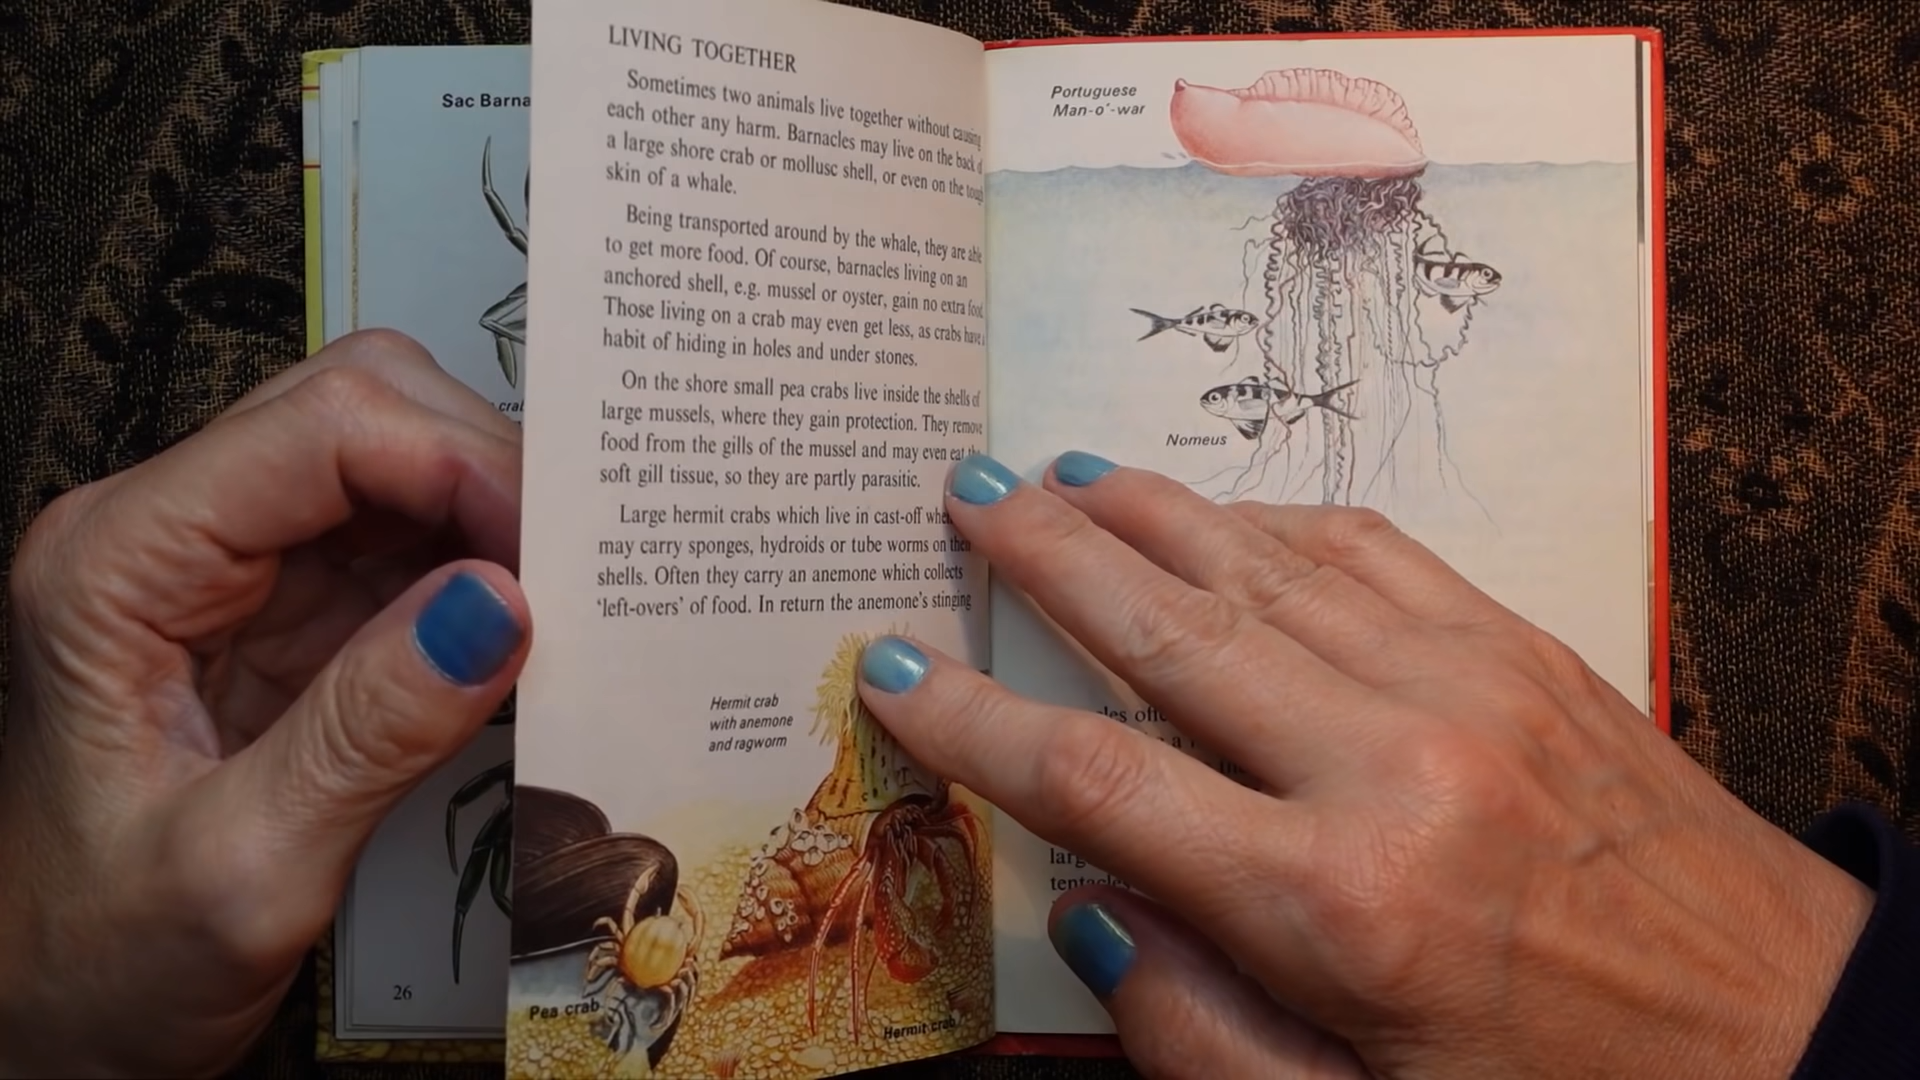 Sac Barna
crab
26
LIVING TOGETHER
Sometimes two animals live together without causing
each other any harm. Barnacles may live on the back of
a large shore crab or mollusc shell, or even on the tough
skin of a whale.
Being transported around by the whale, they are able
to get more food. Of course, barnacles living on an
anchored shell, e.g. mussel or oyster, gain no extra food.
Those living on a crab may even get less, as crabs have a
habit of hiding in holes and under stones.
On the shore small pea crabs live inside the shells of
large mussels, where they gain protection. They remove
food from the gills of the mussel and may even eat the
soft gill tissue, so they are partly parasitic.
Large hermit crabs which live in cast-off
may carry sponges, hydroids or tube worms on their
shells. Often they carry an anemone which collects
‘left-overs’ of food. In return the anemone’s stinging
Hermit crab
with anemone
and ragworm
Pea crab
Hermit crab
Portuguese
Man-o'-war
Nomeus
a
tentacles